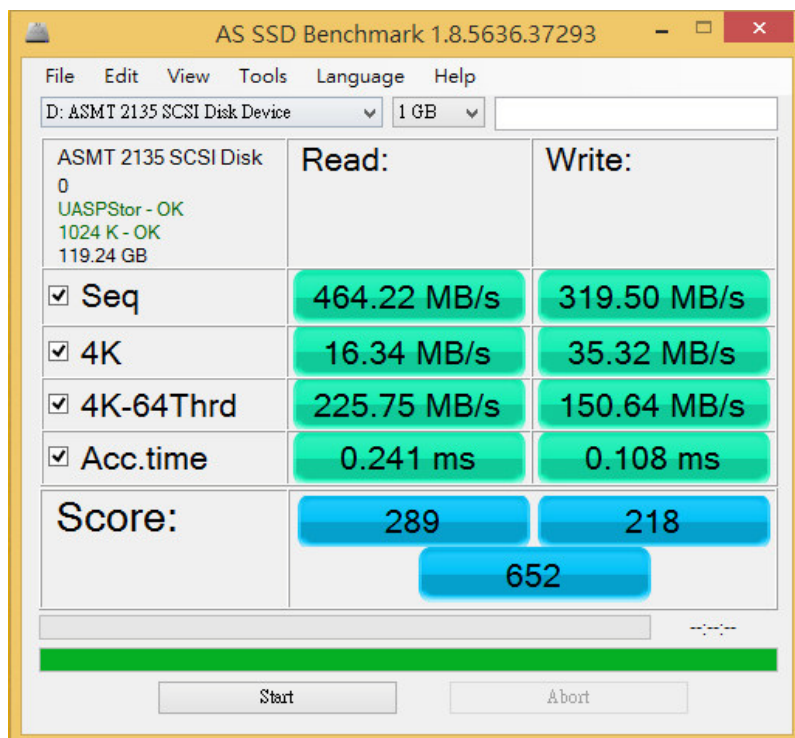 AS SSD Benchmark 1.8.5636.37293
File Edit View Tools Language Help
D: ASMT 2135 SCSI Disk Device 1 GB
ASMT 2135 SCSI Disk
0
UASPStor - OK
1024 K - OK
119.24 GB
Read: Write:
Seq 464.22 MB/s 319.50 MB/s
4K 16.34 MB/s 35.32 MB/s
4K-64Thrd 225.75 MB/s 150.64 MB/s
Acc.time 0.241 ms 0.108 ms
Score: 289 218
652
--:--:--
Start Abort